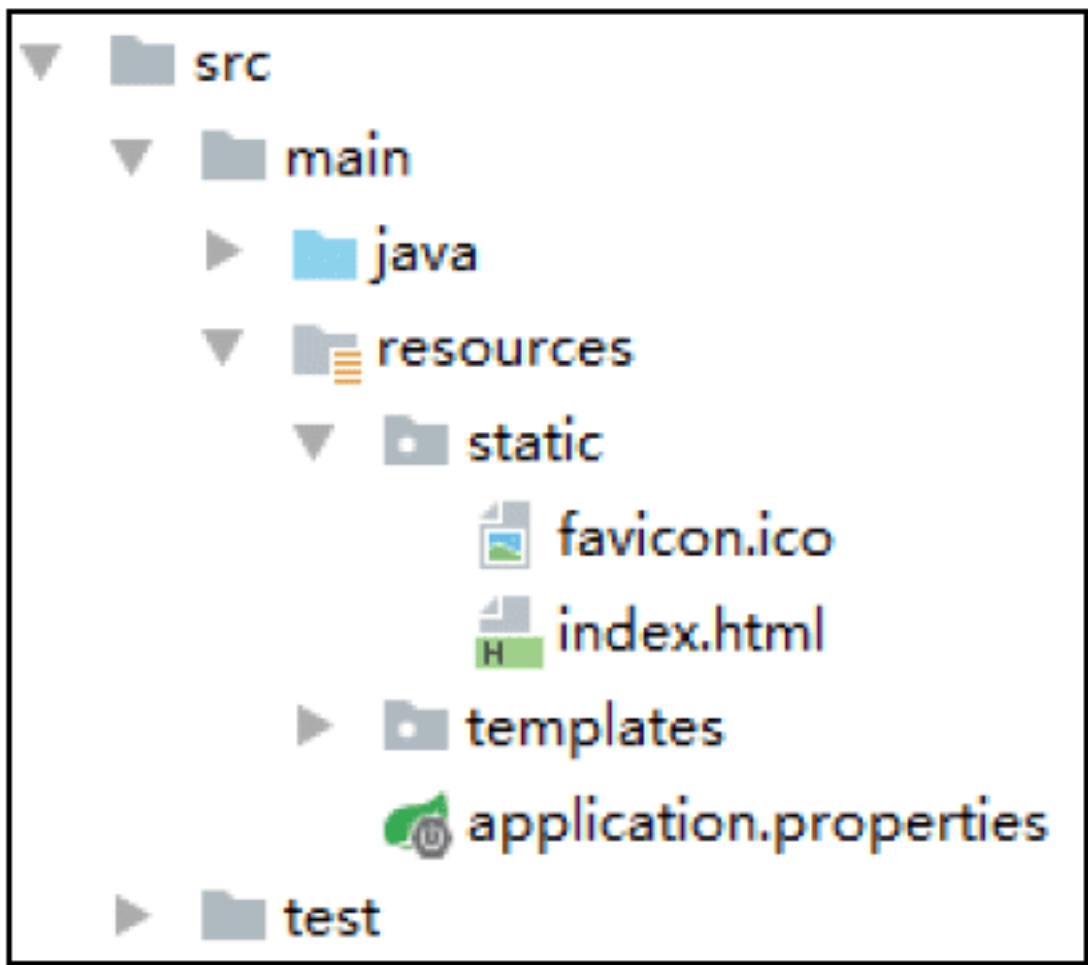 src
main
java
resources
static
favicon.ico
H
index.html
templates
application.properties
test